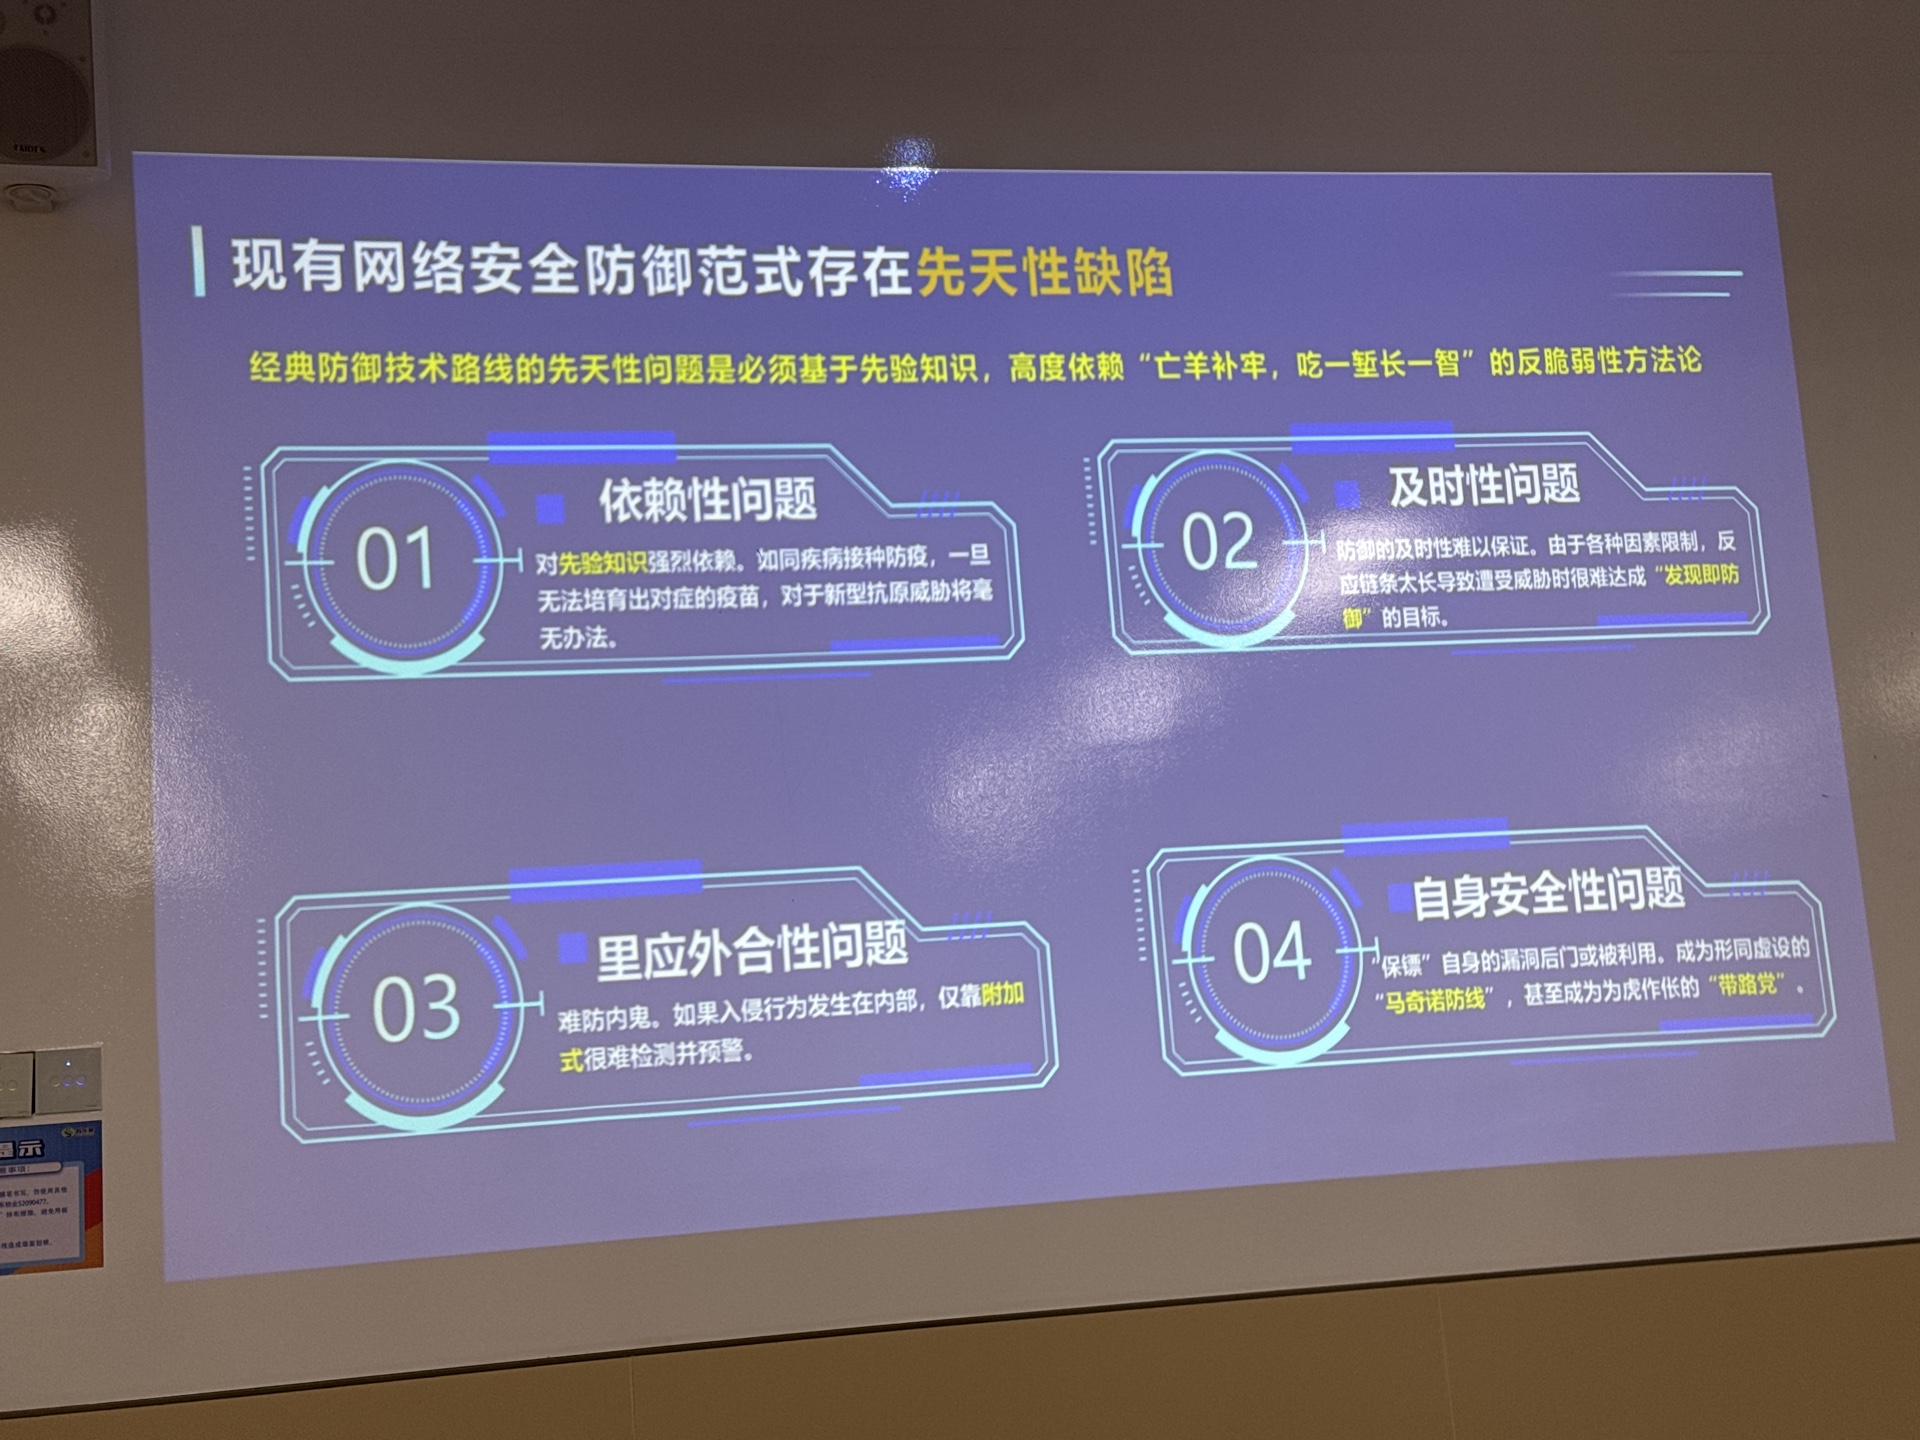 现有网络安全防御范式存在先天性缺陷
经典防御技术路线的先天性问题是必须基于先验知识，高度依赖“亡羊补牢，吃一堑长一智”的反脆弱性方法论
01
依赖性问题
对先验知识强烈依赖。如同疾病接种防疫，一旦
无法培育出对症的疫苗，对于新型抗原威胁将毫
无办法。
02
及时性问题
防御的及时性难以保证。由于各种因素限制，反
应链条太长导致遭受威胁时很难达成“发现即防
御”的目标。
03
里应外合性问题
难防内鬼。如果入侵行为发生在内部，仅靠附加
式很难检测并预警。
04
自身安全性问题
“保镖”自身的漏洞后门或被利用。成为形同虚设的
“马奇诺防线”，甚至成为为虎作伥的“带路党”。
示